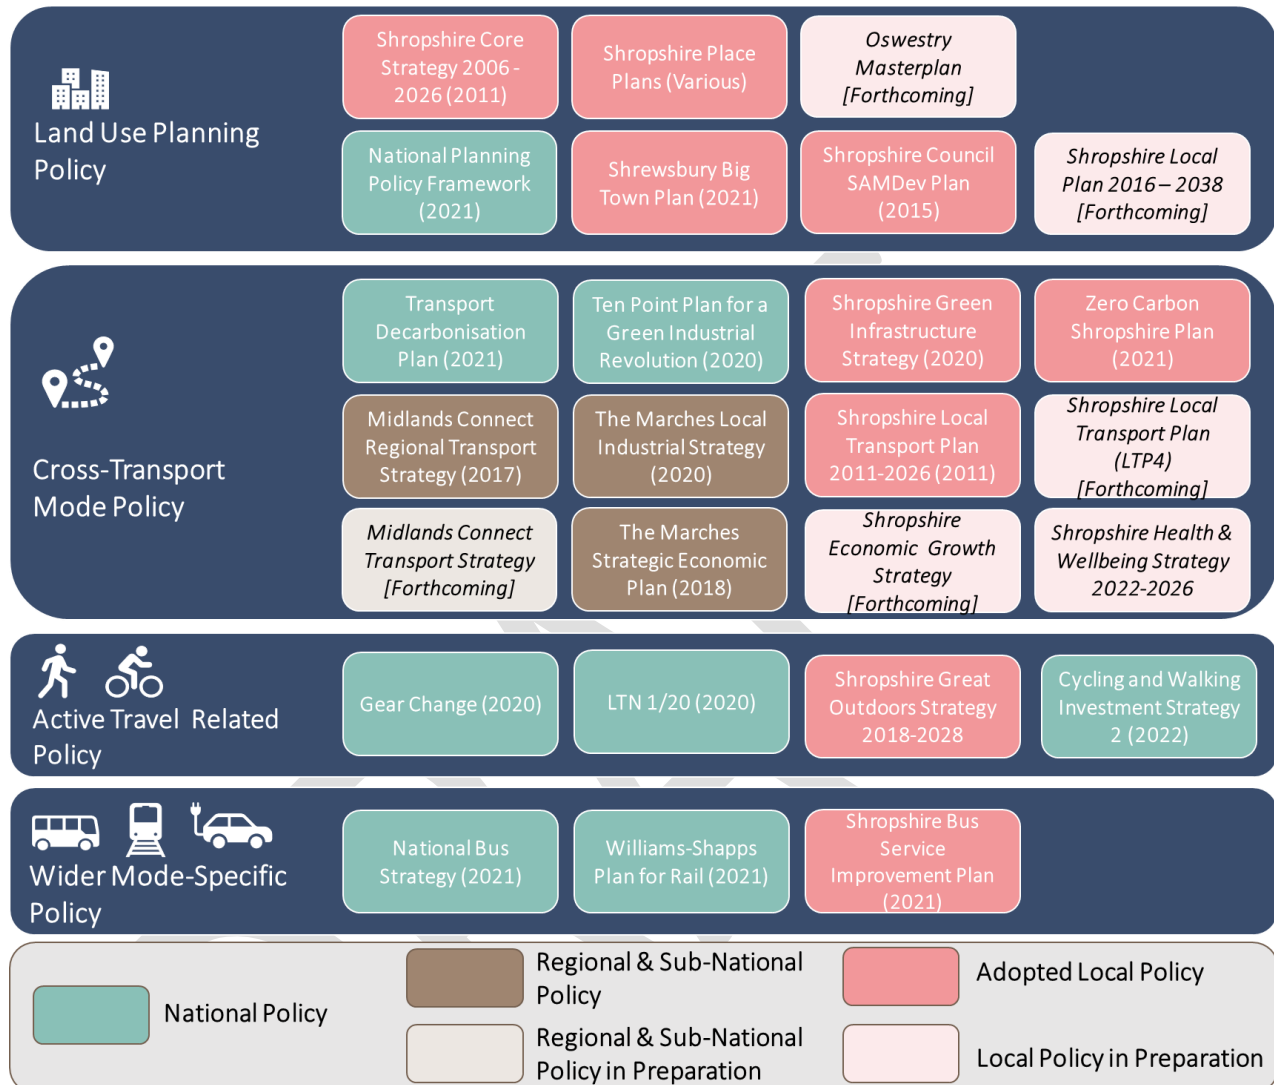 Land Use Planning
Policy
Shropshire Core
Strategy 2006 -
2026 (2011)
Shropshire Place
Plans (Various)
Oswestry
Masterplan
[Forthcoming]
National Planning
Policy Framework
(2021)
Shrewsbury Big
Town Plan (2021)
Shropshire Council
SAMDev Plan
(2015)
Shropshire Local
Plan 2016 – 2038
[Forthcoming]
Cross-Transport
Mode Policy
Transport
Decarbonisation
Plan (2021)
Ten Point Plan for a
Green Industrial
Revolution (2020)
Shropshire Green
Infrastructure
Strategy (2020)
Zero Carbon
Shropshire Plan
(2021)
Midlands Connect
Regional Transport
Strategy (2017)
The Marches Local
Industrial Strategy
(2020)
Shropshire Local
Transport Plan
2011-2026 (2011)
Shropshire Local
Transport Plan
(LTP4)
[Forthcoming]
Midlands Connect
Transport Strategy
[Forthcoming]
The Marches
Strategic Economic
Plan (2018)
Shropshire
Economic Growth
Strategy
[Forthcoming]
Shropshire Health &
Wellbeing Strategy
2022-2026
Active Travel Related
Policy
Gear Change (2020)
LTN 1/20 (2020)
Shropshire Great
Outdoors Strategy
2018-2028
Cycling and Walking
Investment Strategy
2 (2022)
Wider Mode-Specific
Policy
National Bus
Strategy (2021)
Williams-Shapps
Plan for Rail (2021)
Shropshire Bus
Service
Improvement Plan
(2021)
National Policy
Regional & Sub-National
Policy
Adopted Local Policy
Regional & Sub-National
Policy in Preparation
Local Policy in Preparation